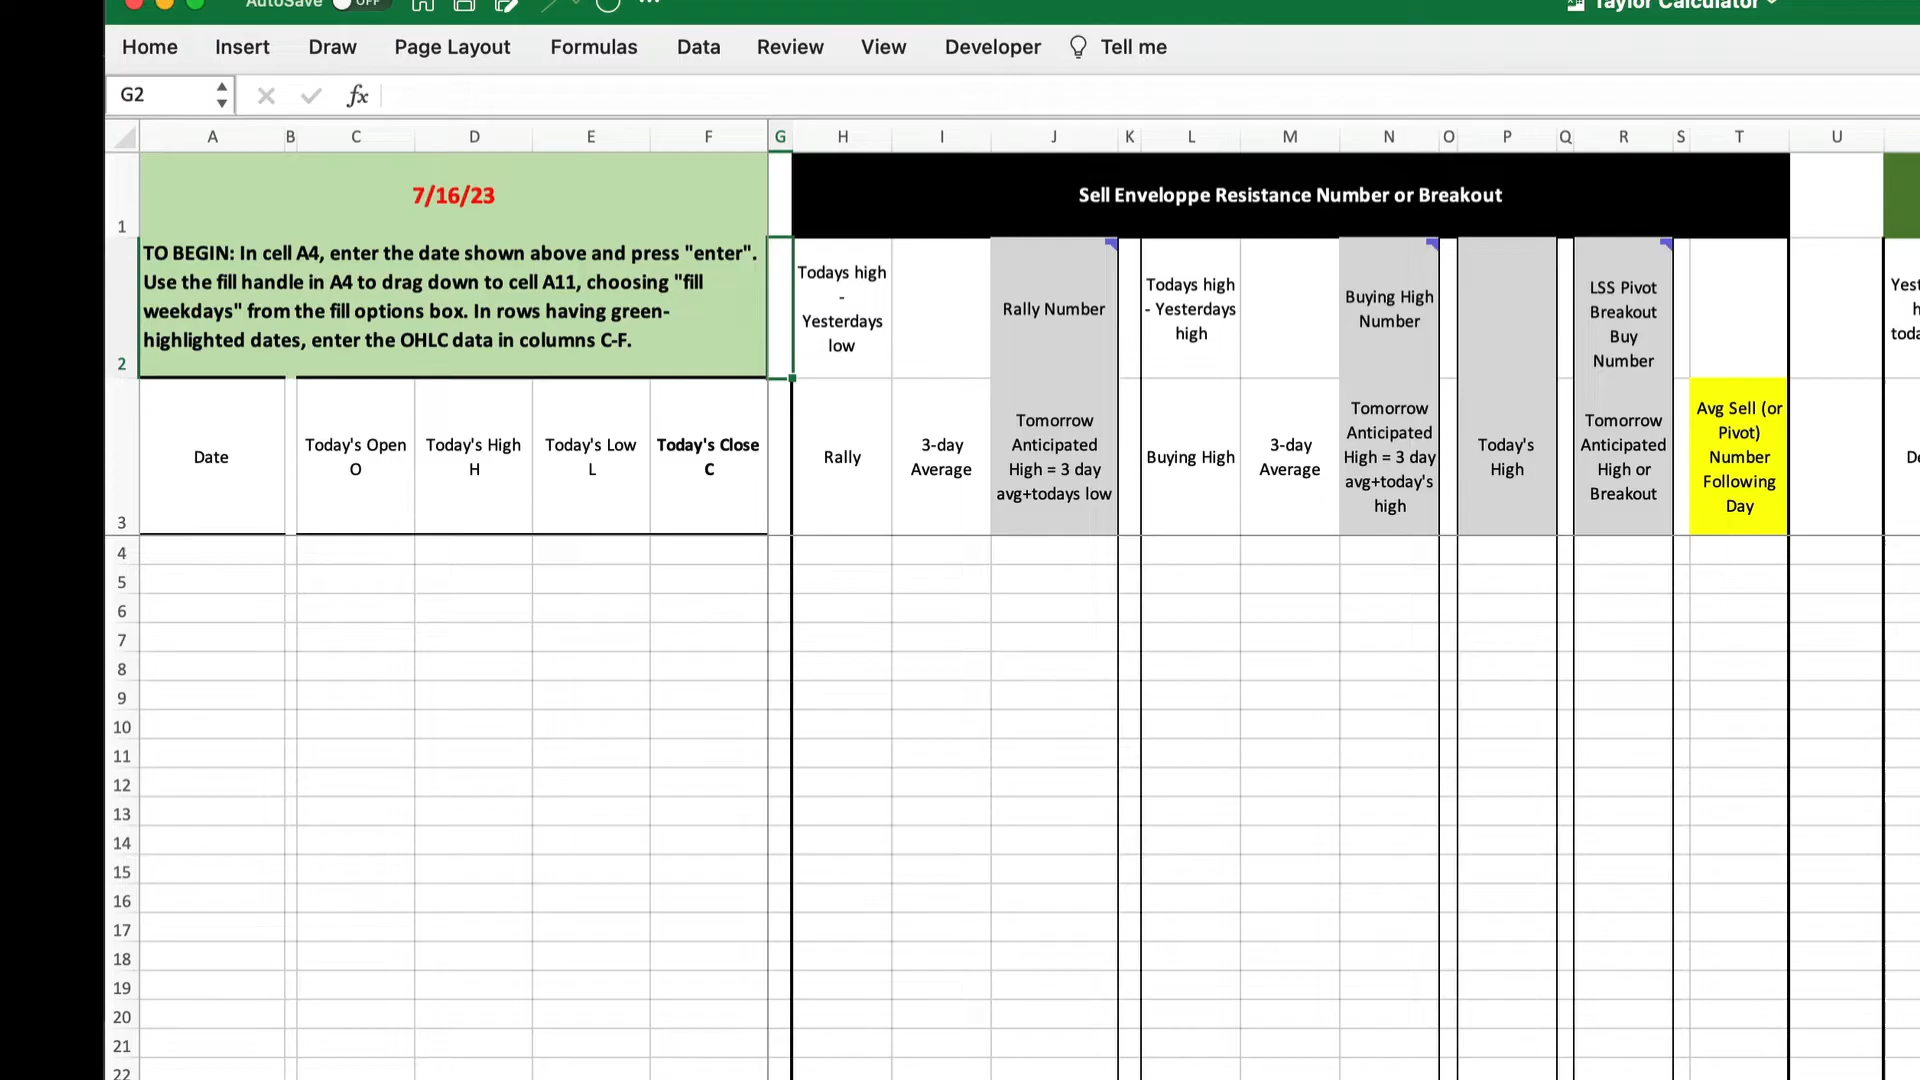 AutoSave OFF
Taylor Calculator
Home Insert Draw Page Layout Formulas Data Review View Developer Tell me
G2 fx
A B C D E F G H I J K L M N O P Q R S T U
1
7/16/23
Sell Enveloppe Resistance Number or Breakout
2
TO BEGIN: In cell A4, enter the date shown above and press "enter".
Use the fill handle in A4 to drag down to cell A11, choosing "fill
weekdays" from the fill options box. In rows having green-
highlighted dates, enter the OHLC data in columns C-F.
Todays high
-
Yesterdays
low
Rally Number
Todays high
- Yesterdays
high
Buying High
Number
LSS Pivot
Breakout
Buy
Number
3
Date
Today's Open
O
Today's High
H
Today's Low
L
Today's Close
C
Rally
3-day
Average
Tomorrow
Anticipated
High = 3 day
avg+todays low
Buying High
3-day
Average
Tomorrow
Anticipated
High = 3 day
avg+today's
high
Today's
High
Tomorrow
Anticipated
High or
Breakout
Avg Sell (or
Pivot)
Number
Following
Day
4
5
6
7
8
9
10
11
12
13
14
15
16
17
18
19
20
21
22